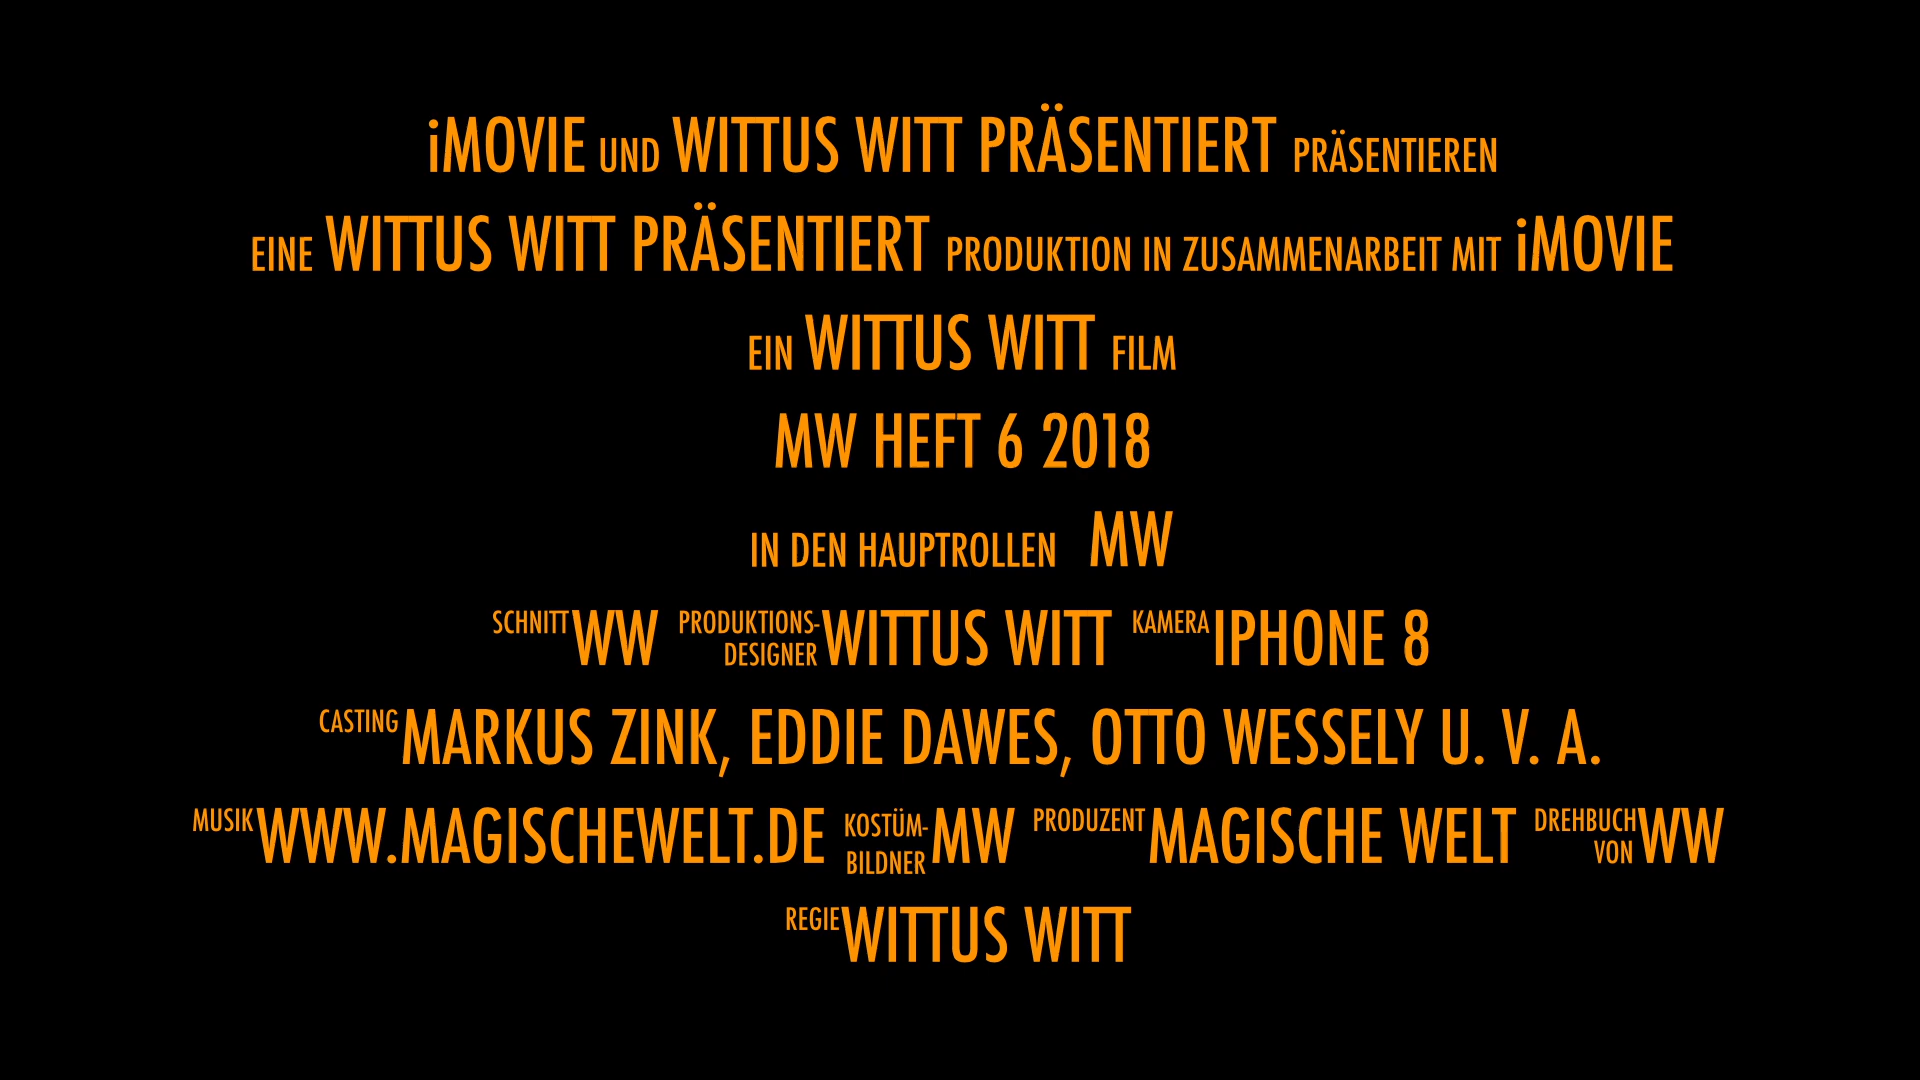 iMOVIE UND WITTUS WITT PRÄSENTIERT PRÄSENTIEREN
EINE WITTUS WITT PRÄSENTIERT PRODUKTION IN ZUSAMMENARBEIT MIT iMOVIE
EIN WITTUS WITT FILM
MW HEFT 6 2018
IN DEN HAUPTROLLEN MW
SCHNITT WW PRODUKTIONS-DESIGNER WITTUS WITT KAMERA IPHONE 8
CASTING MARKUS ZINK, EDDIE DAWES, OTTO WESSELY U. V. A.
MUSIK WWW.MAGISCHEWELT.DE KOSTÜM-BILDNER MW PRODUZENT MAGISCHE WELT DREHBUCH VON WW
REGIE WITTUS WITT